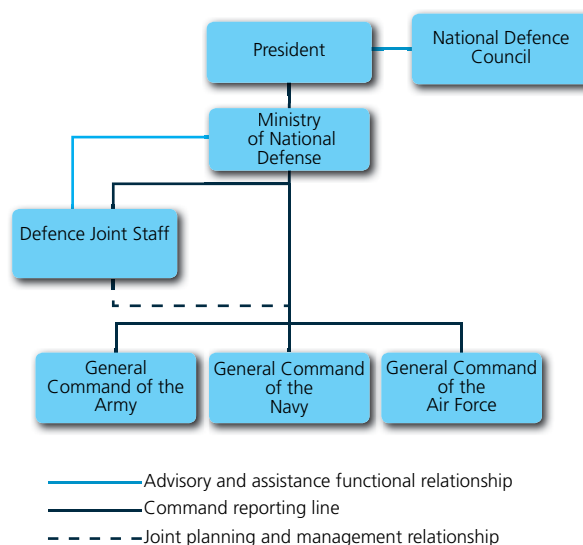 President
National Defence
Council
Ministry
of National
Defense
Defence Joint Staff
General
Command of the
Army
General Command
of the
Navy
General Command
of the
Air Force
Advisory and assistance functional relationship
Command reporting line
Joint planning and management relationship